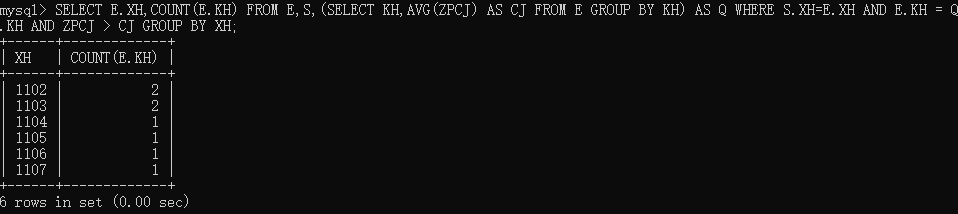 mysql> SELECT E.XH,COUNT(E.KH) FROM E,S,(SELECT KH,AVG(ZPCJ) AS CJ FROM E GROUP BY KH) AS Q WHERE S.XH=E.XH AND E.KH = Q
.KH AND ZPCJ > CJ GROUP BY XH;
+------+-------------+
| XH   | COUNT(E.KH) |
+------+-------------+
| 1102 |           2 |
| 1103 |           2 |
| 1104 |           1 |
| 1105 |           1 |
| 1106 |           1 |
| 1107 |           1 |
+------+-------------+
6 rows in set (0.00 sec)